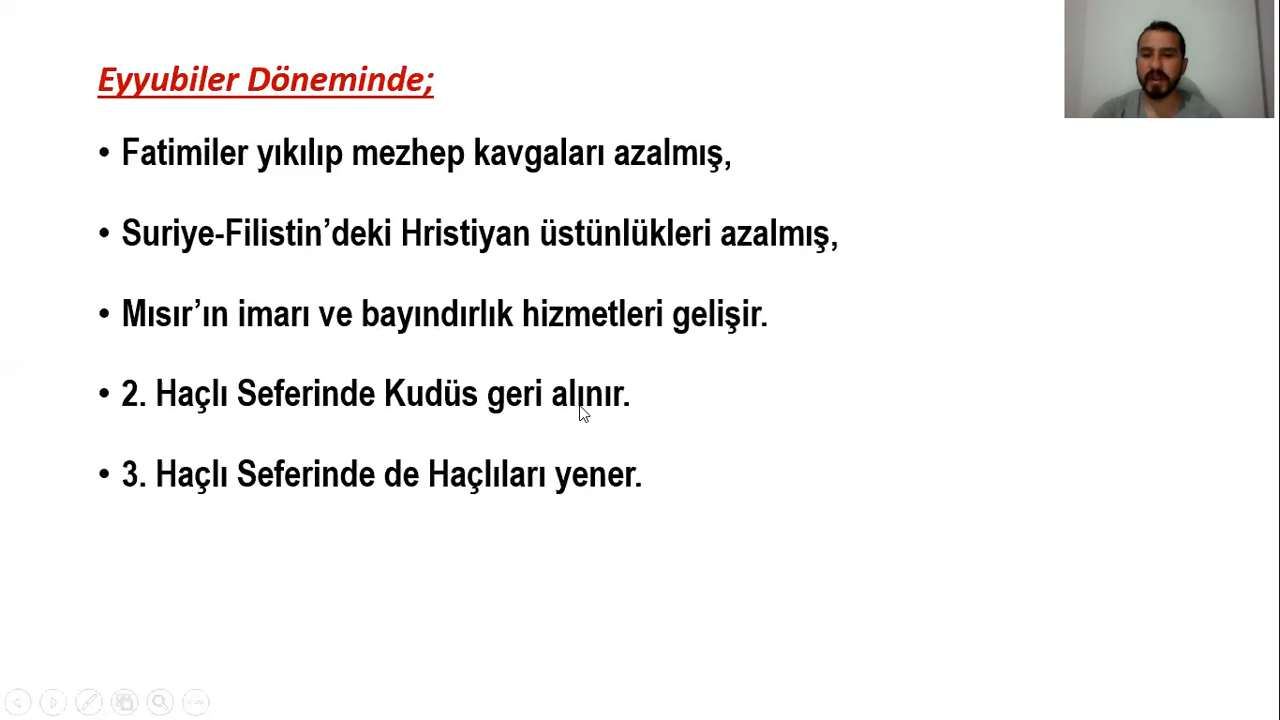 Eyyubiler Döneminde;
• Fatimiler yıkılıp mezhep kavgaları azalmış,
• Suriye-Filistin’deki Hristiyan üstünlükleri azalmış,
• Mısır’ın imarı ve bayındırlık hizmetleri gelişir.
• 2. Haçlı Seferinde Kudüs geri alınır.
• 3. Haçlı Seferinde de Haçlıları yener.